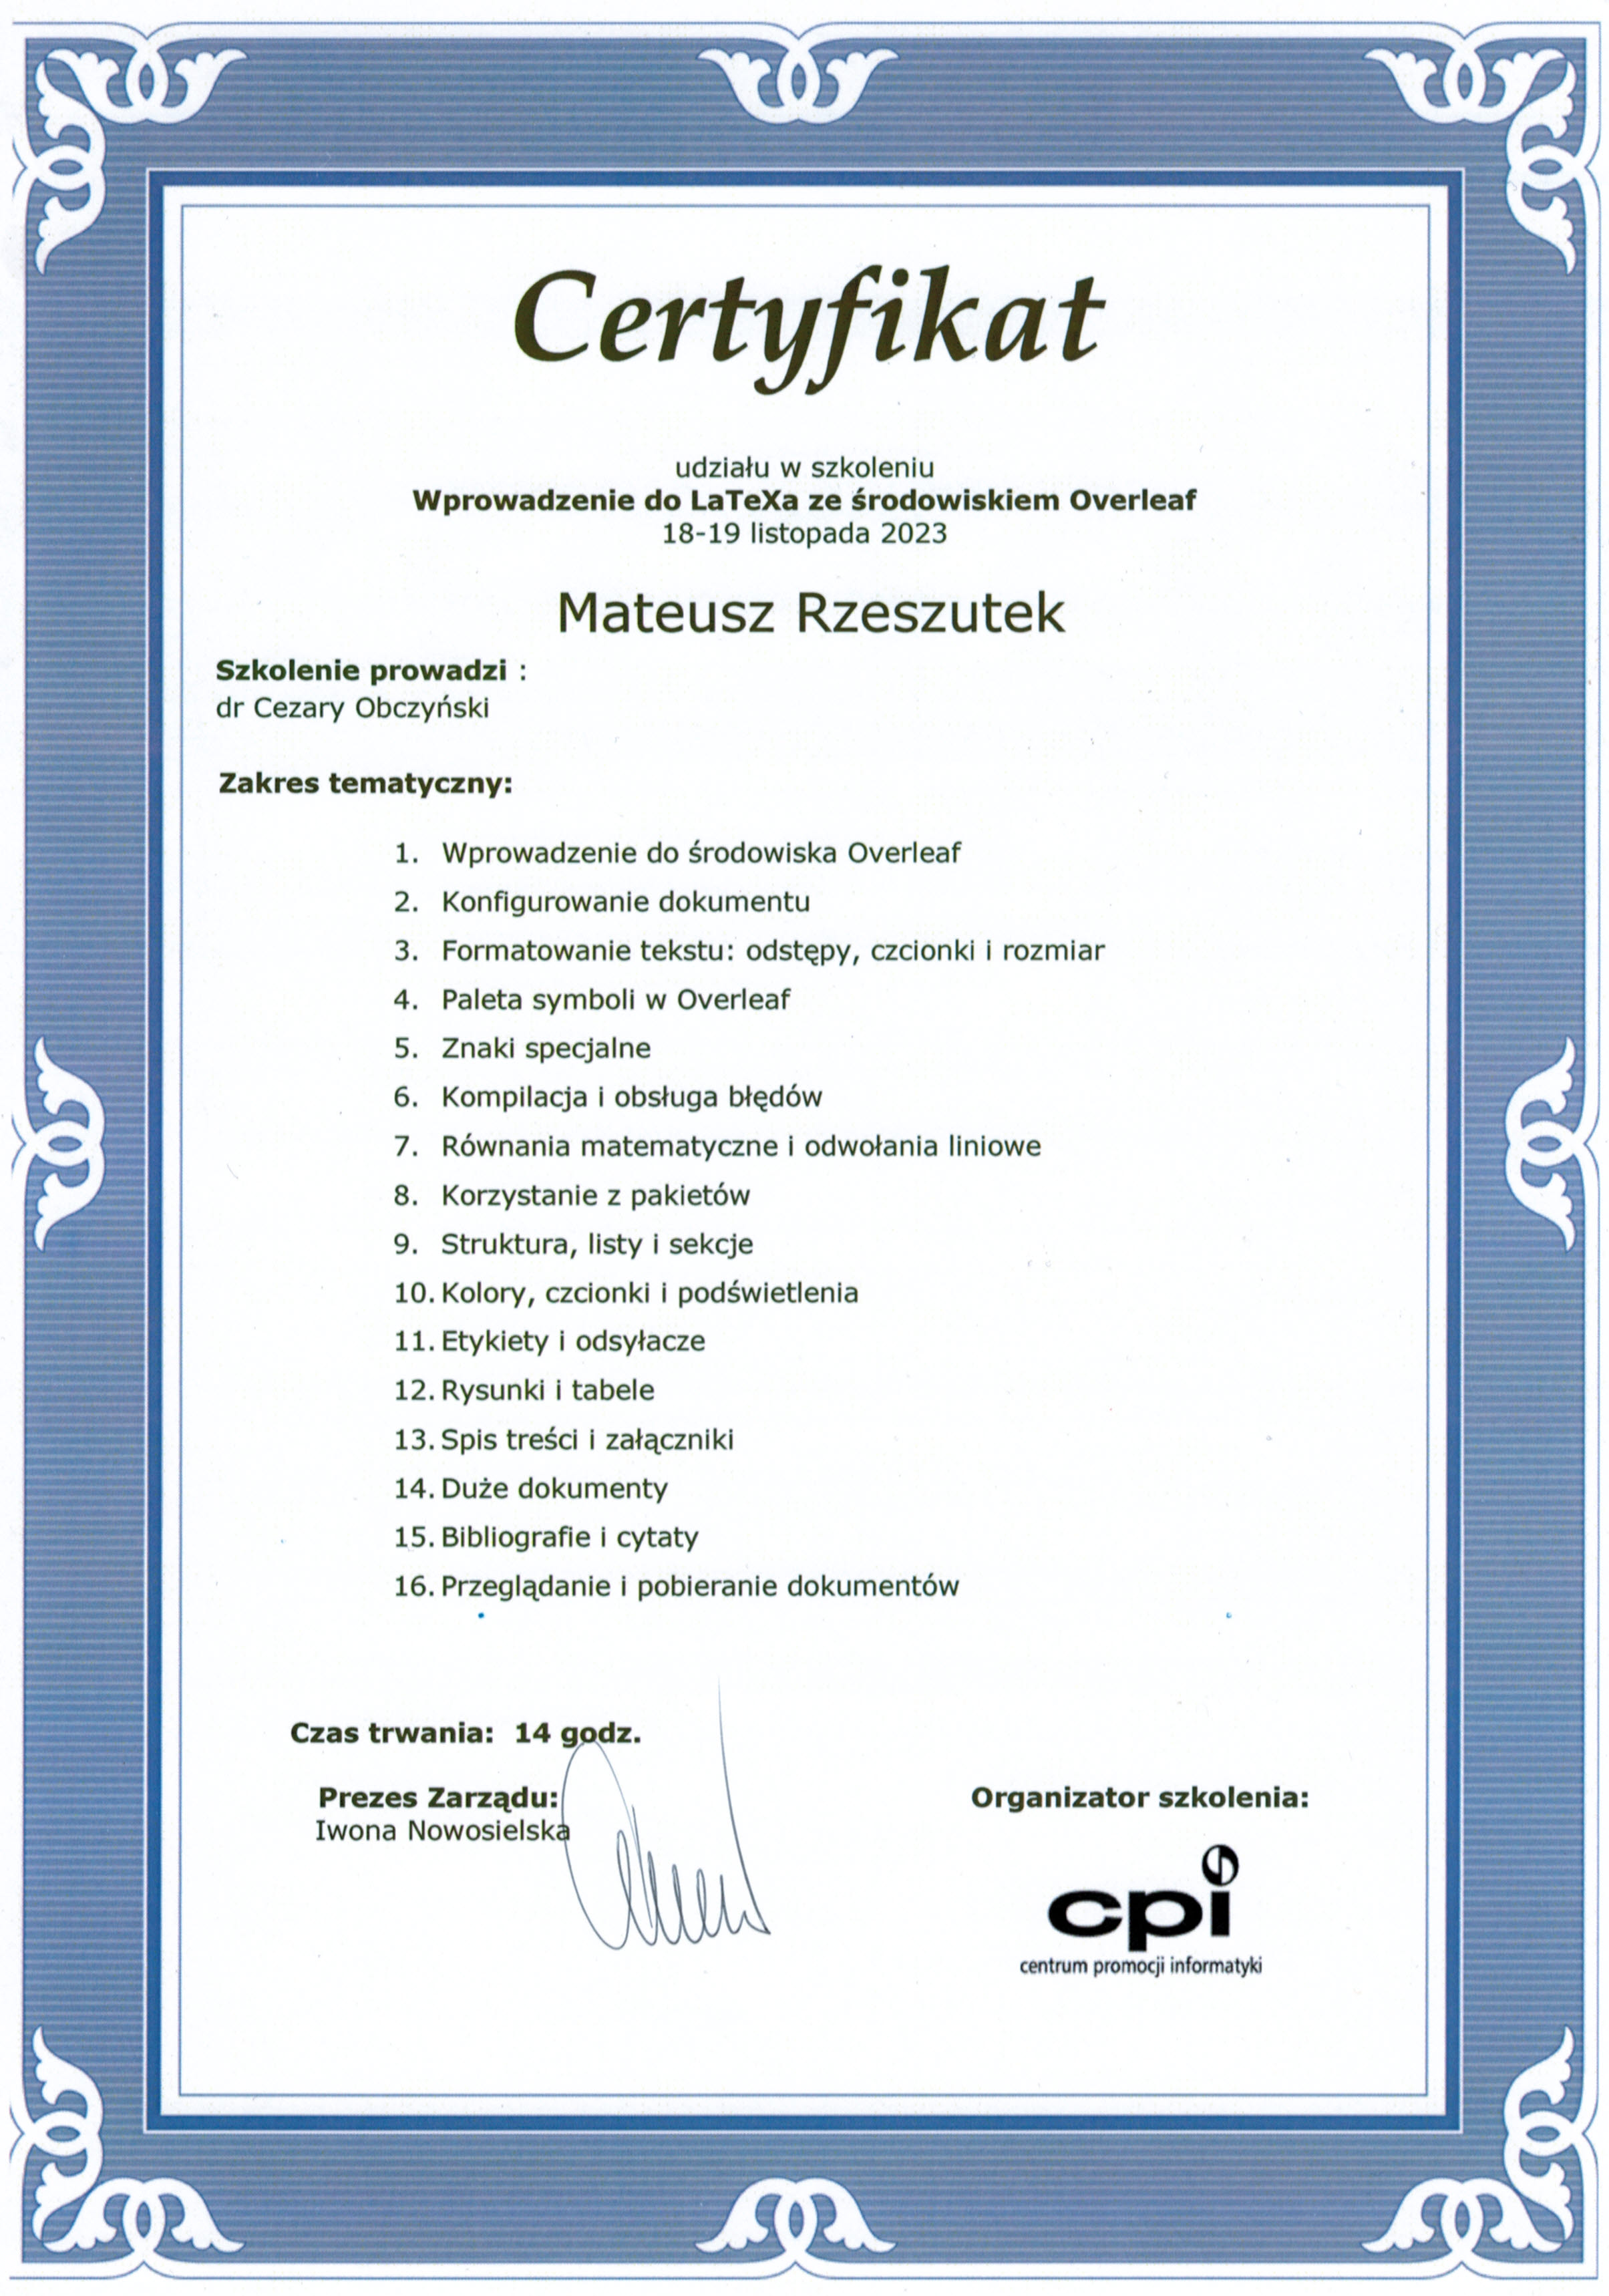 Certyfikat
udziału w szkoleniu
Wprowadzenie do LaTeXa ze środowiskiem Overleaf
18-19 listopada 2023
Mateusz Rzeszutek
Szkolenie prowadzi :
dr Cezary Obczyński
Zakres tematyczny:
1. Wprowadzenie do środowiska Overleaf
2. Konfigurowanie dokumentu
3. Formatowanie tekstu: odstępy, czcionki i rozmiar
4. Paleta symboli w Overleaf
5. Znaki specjalne
6. Kompilacja i obsługa błędów
7. Równania matematyczne i odwołania liniowe
8. Korzystanie z pakietów
9. Struktura, listy i sekcje
10. Kolory, czcionki i podświetlenia
11. Etykiety i odsyłacze
12. Rysunki i tabele
13. Spis treści i załączniki
14. Duże dokumenty
15. Bibliografie i cytaty
16. Przeglądanie i pobieranie dokumentów
Czas trwania: 14 godz.
Prezes Zarządu:
Iwona Nowosielska
Organizator szkolenia:
cpi
centrum promocji informatyki